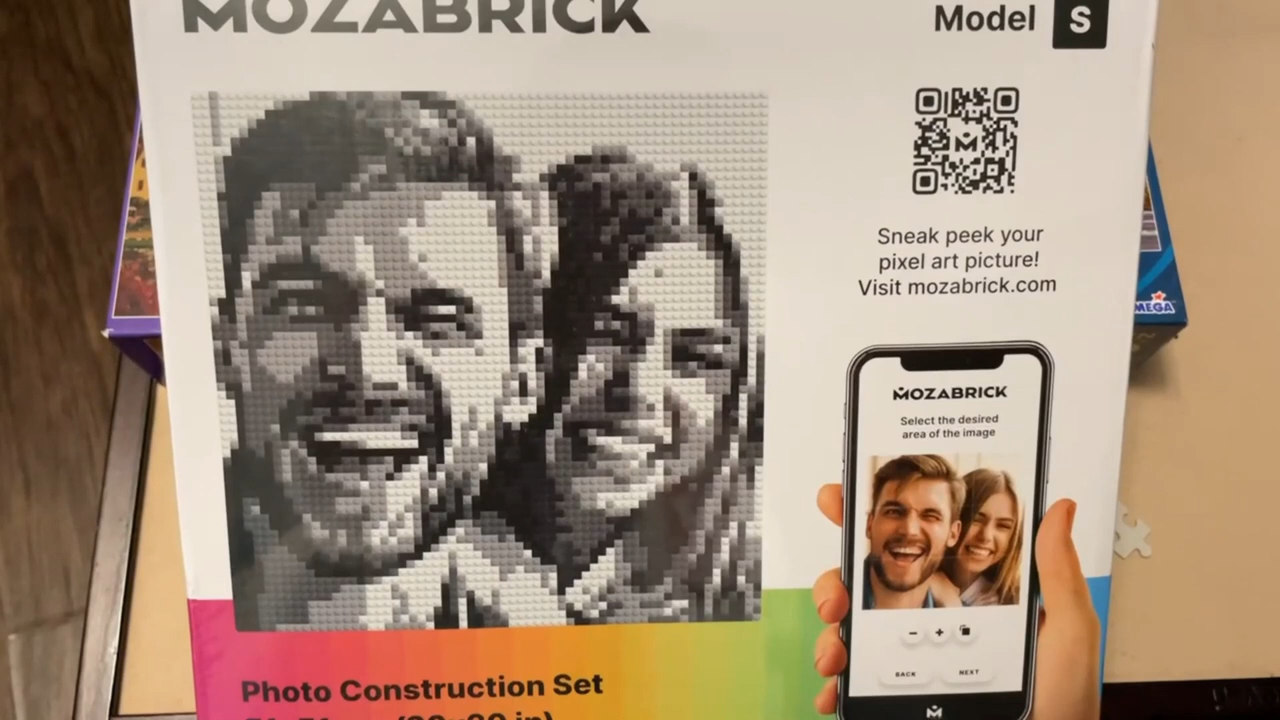 MOZABRICK
Model S
Sneak peek your
pixel art picture!
Visit mozabrick.com
MEGA
MOZABRICK
Select the desired
area of the image
BACK NEXT
Photo Construction Set